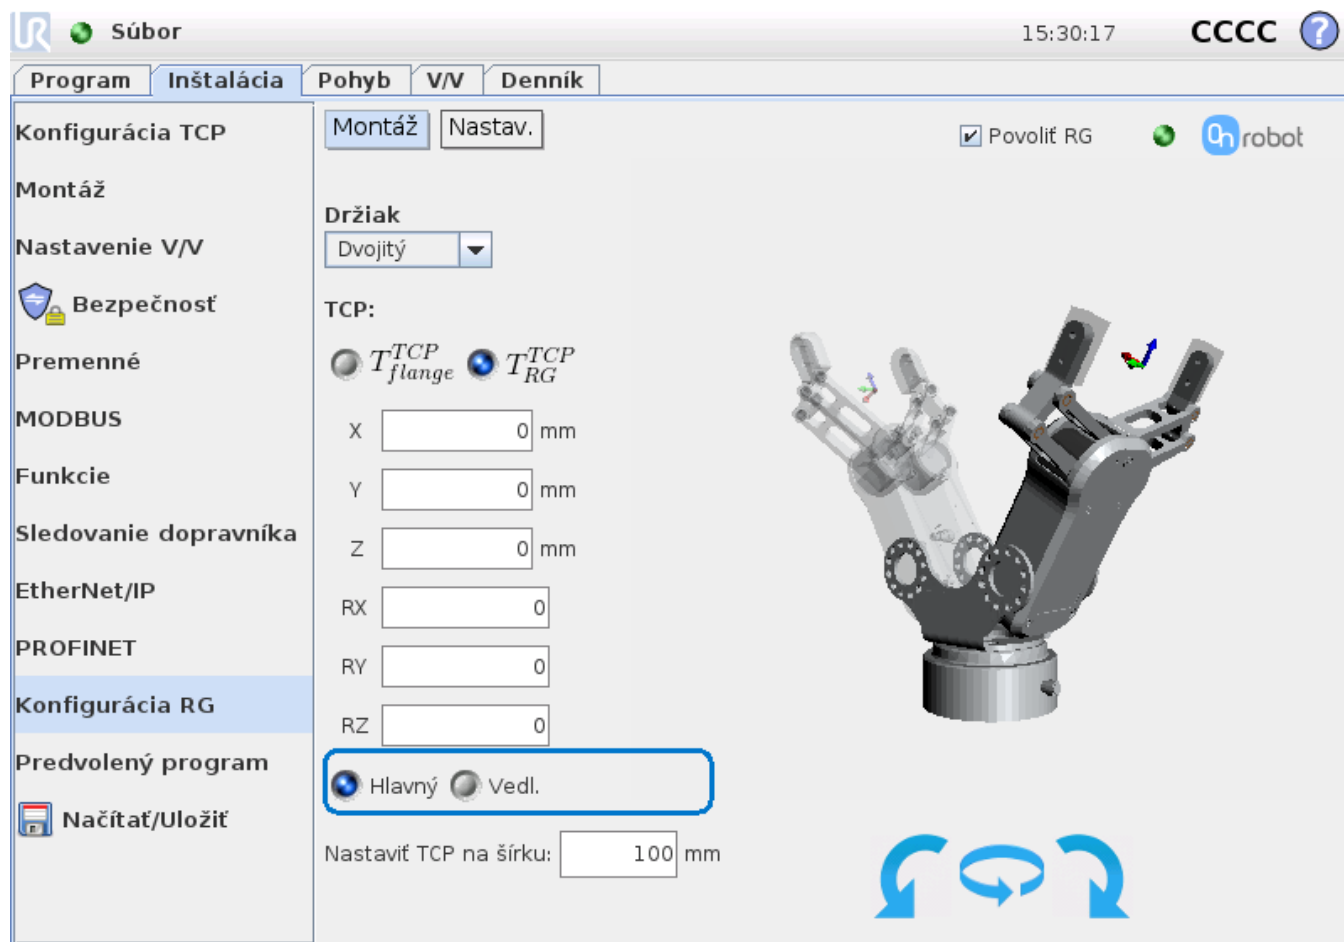 UR Súbor 15:30:17 CCCC ?
Program Inštalácia Pohyb V/V Denník
Konfigurácia TCP
Montáž
Nastavenie V/V
Bezpečnosť
Premenné
MODBUS
Funkcie
Sledovanie dopravníka
EtherNet/IP
PROFINET
Konfigurácia RG
Predvolený program
Načítať/Uložiť
Montáž Nastav. Povoliť RG On robot
Držiak
Dvojitý
TCP:
T^{TCP}_{flange} T^{TCP}_{RG}
X 0 mm
Y 0 mm
Z 0 mm
RX 0
RY 0
RZ 0
Hlavný Vedl.
Nastaviť TCP na šírku: 100 mm